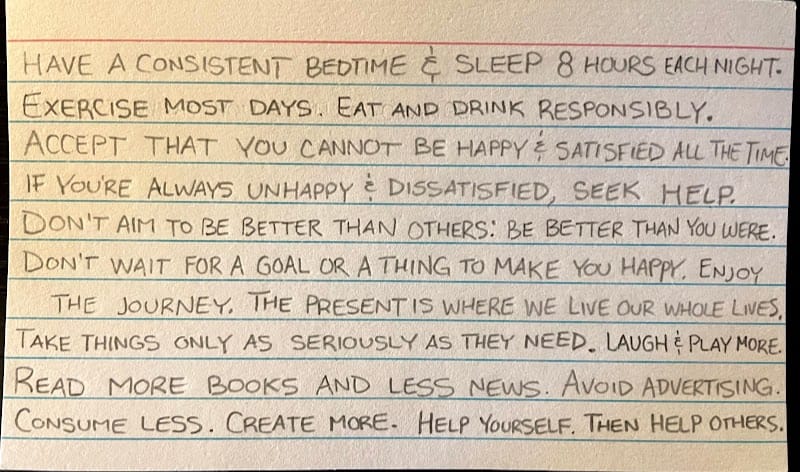 HAVE A CONSISTENT BEDTIME & SLEEP 8 HOURS EACH NIGHT.
EXERCISE MOST DAYS. EAT AND DRINK RESPONSIBLY.
ACCEPT THAT YOU CANNOT BE HAPPY & SATISFIED ALL THE TIME.
IF YOU'RE ALWAYS UNHAPPY & DISSATISFIED, SEEK HELP.
DON'T AIM TO BE BETTER THAN OTHERS: BE BETTER THAN YOU WERE.
DON'T WAIT FOR A GOAL OR A THING TO MAKE YOU HAPPY. ENJOY
THE JOURNEY. THE PRESENT IS WHERE WE LIVE OUR WHOLE LIVES.
TAKE THINGS ONLY AS SERIOUSLY AS THEY NEED. LAUGH & PLAY MORE.
READ MORE BOOKS AND LESS NEWS. AVOID ADVERTISING.
CONSUME LESS. CREATE MORE. HELP YOURSELF. THEN HELP OTHERS.